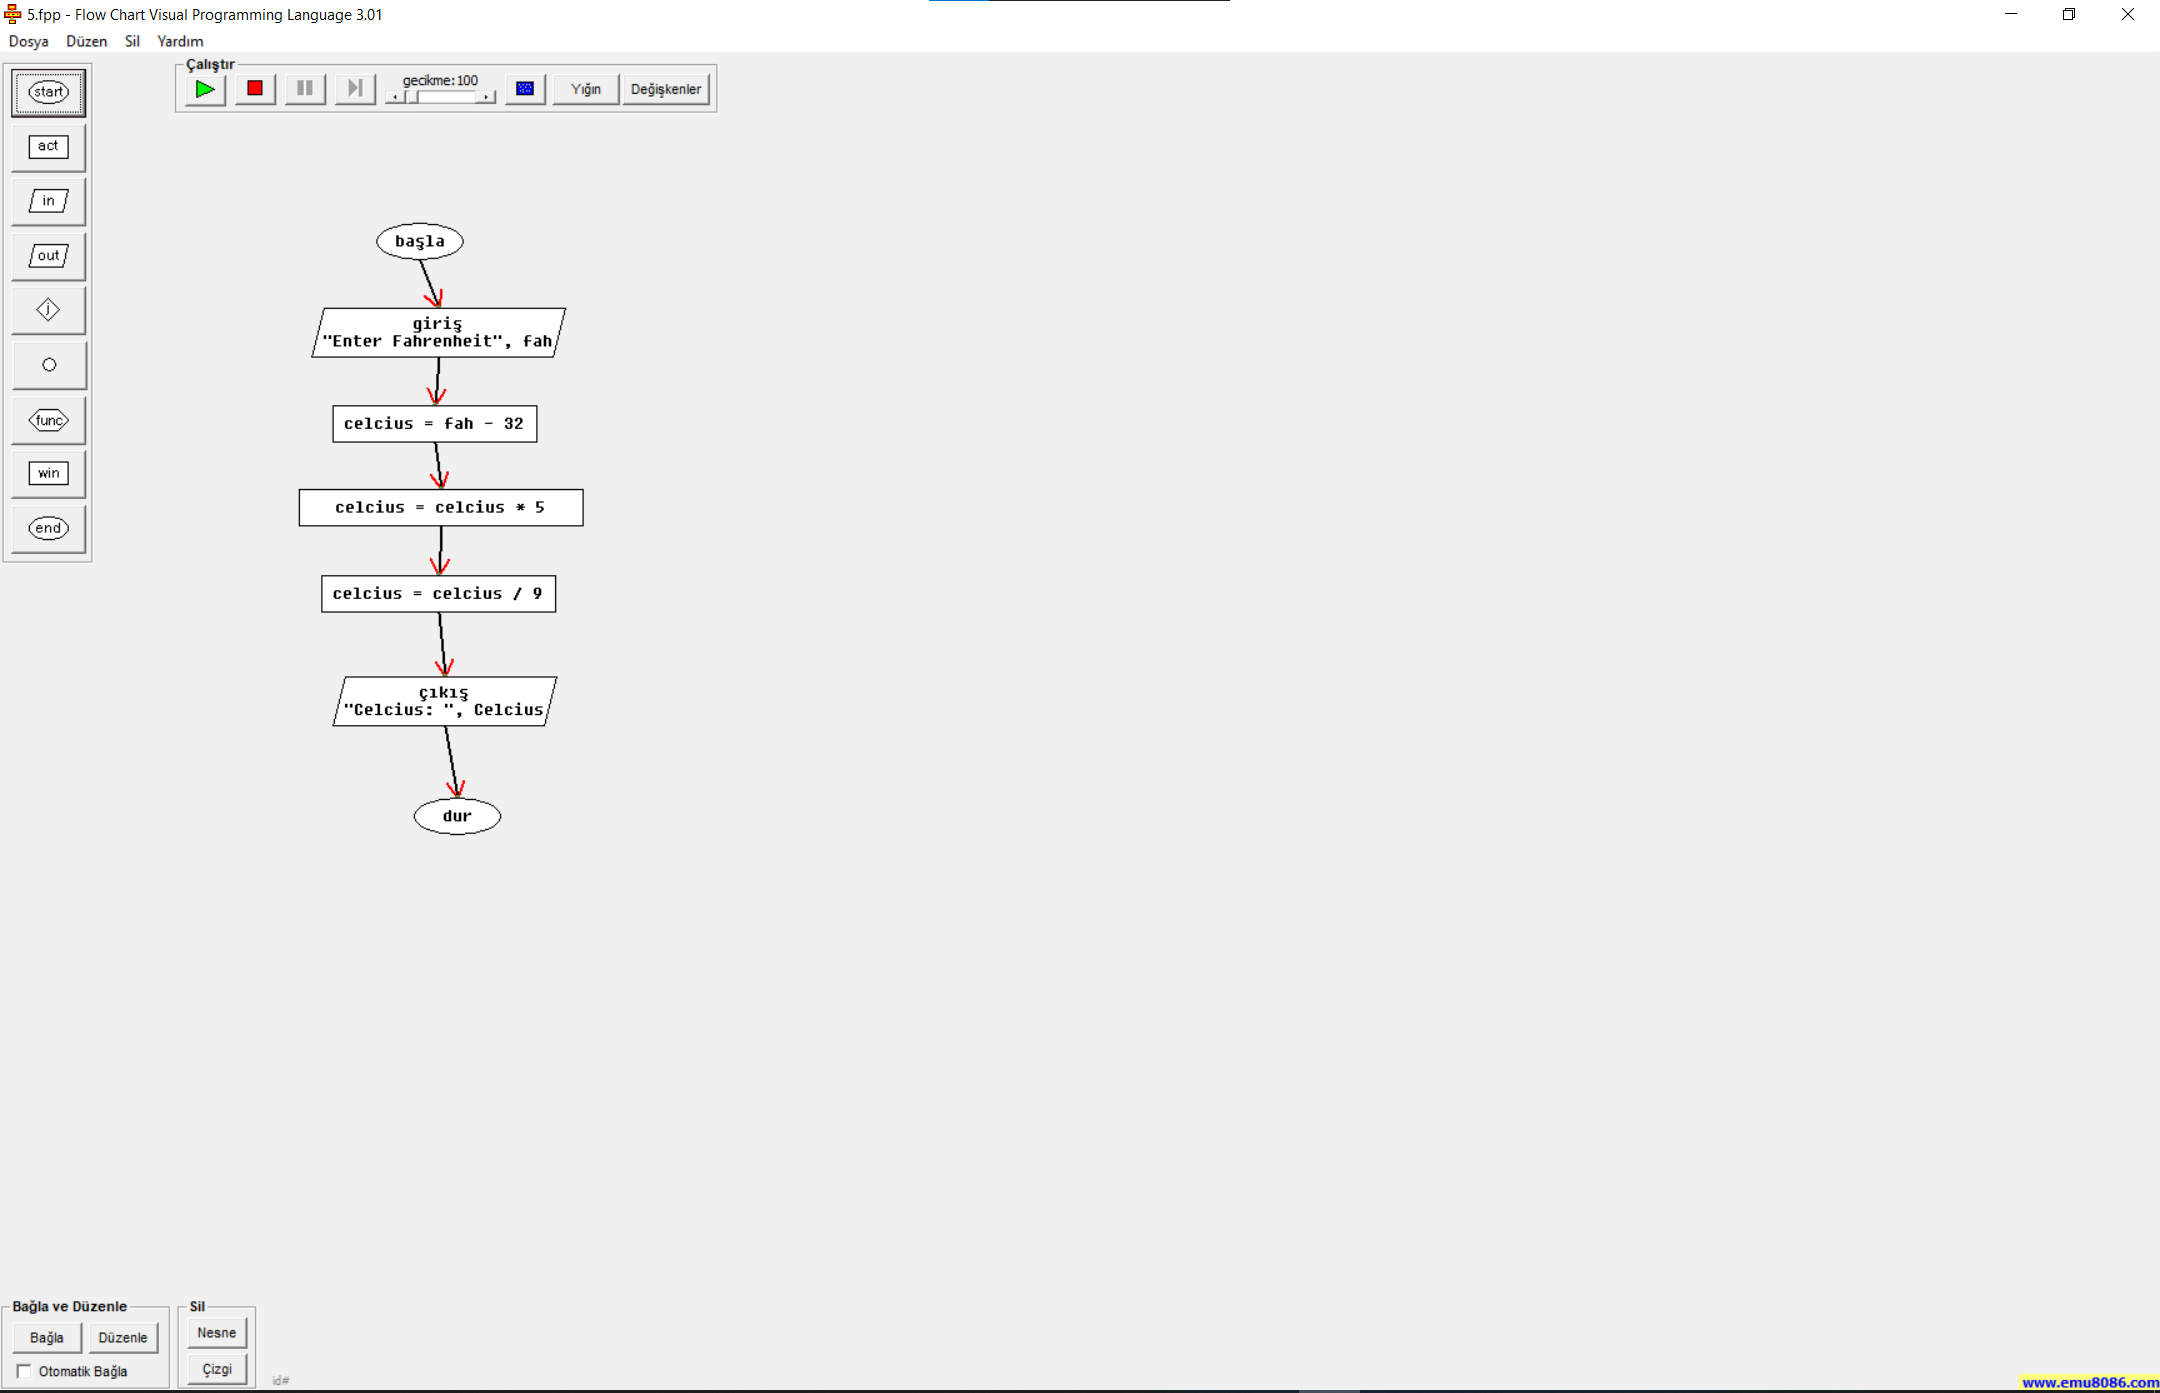 5.fpp - Flow Chart Visual Programming Language 3.01
Dosya Düzen Sil Yardım
Çalıştır
gecikme:100
Yığın
Değişkenler
start
act
in
out
j
func
win
end
başla
giriş
"Enter Fahrenheit", fah
celcius = fah - 32
celcius = celcius * 5
celcius = celcius / 9
çıkış
"Celcius: ", Celcius
dur
Bağla ve Düzenle
Bağla
Düzenle
Otomatik Bağla
Sil
Nesne
Çizgi
id#
www.emu8086.com